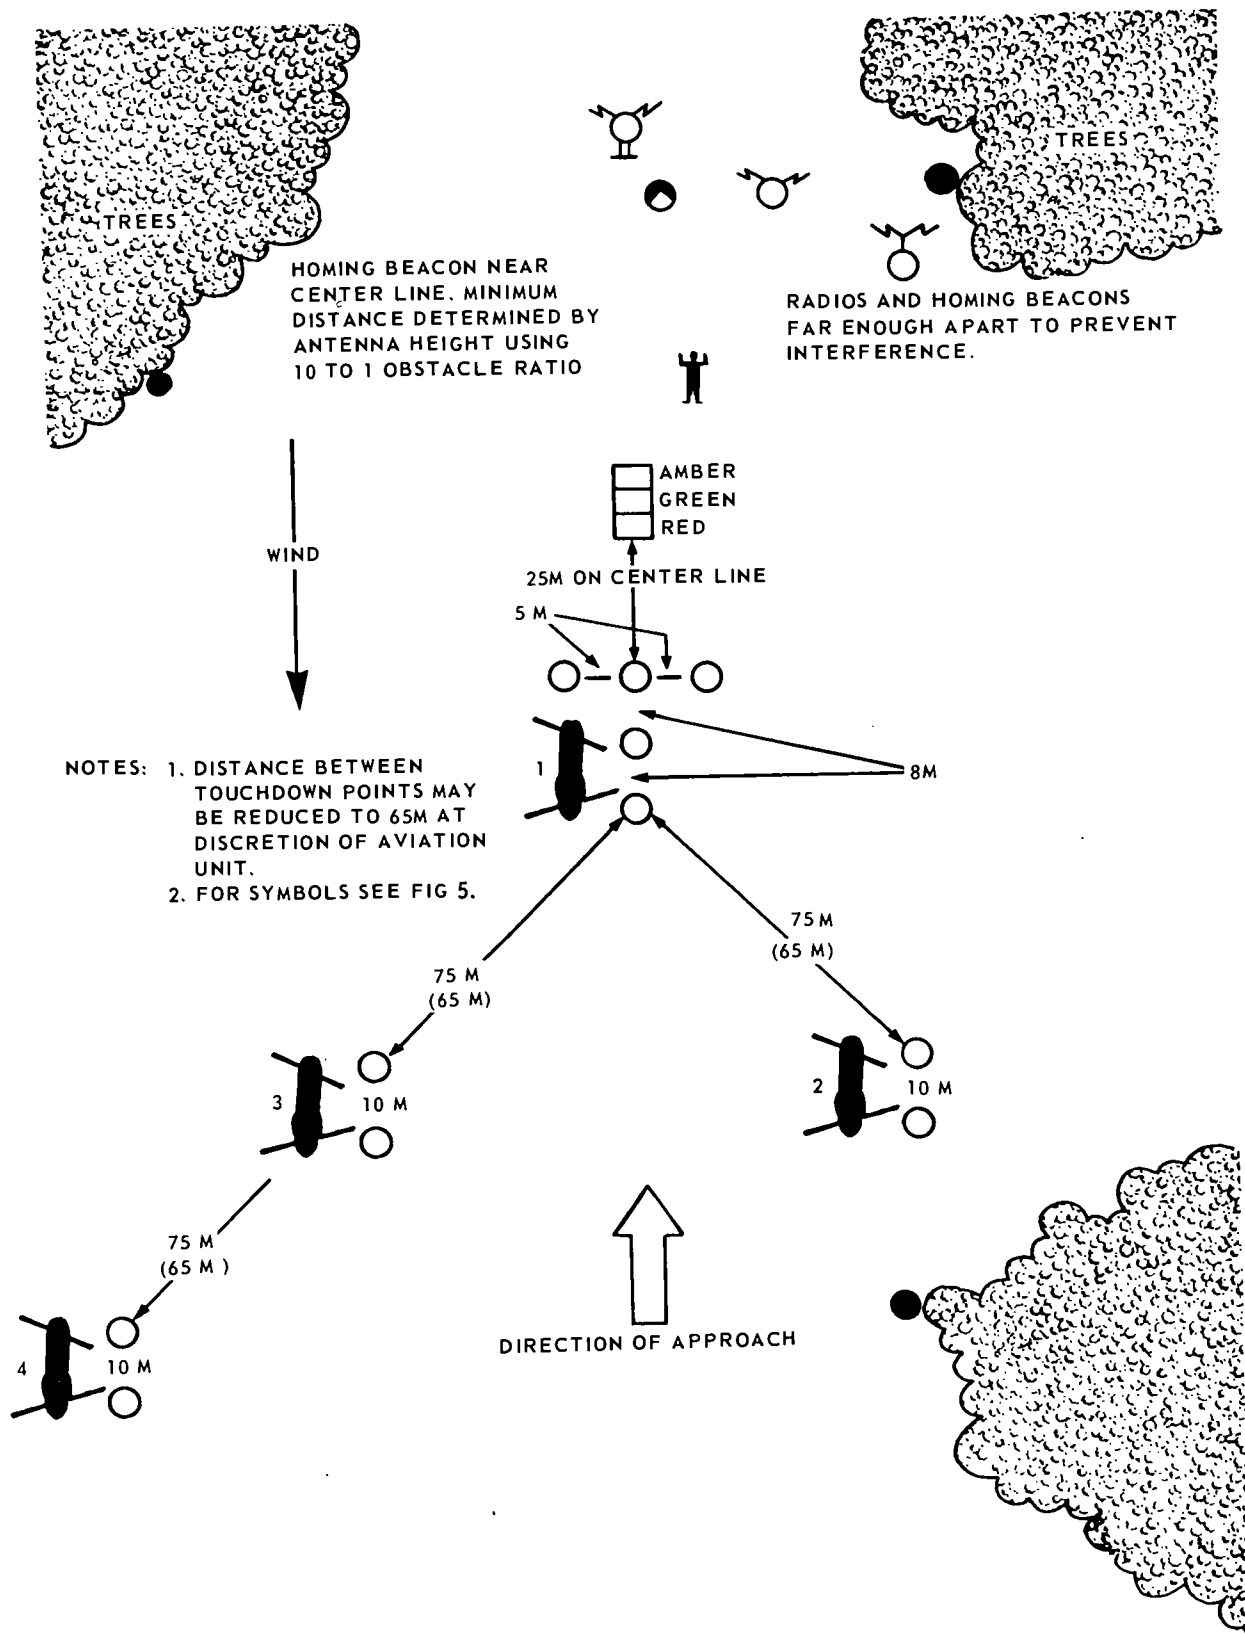 TREES
TREES
HOMING BEACON NEAR
CENTER LINE. MINIMUM
DISTANCE DETERMINED BY
ANTENNA HEIGHT USING
10 TO 1 OBSTACLE RATIO
RADIOS AND HOMING BEACONS
FAR ENOUGH APART TO PREVENT
INTERFERENCE.
AMBER
GREEN
RED
WIND
25M ON CENTER LINE
5 M
8M
1
NOTES: 1. DISTANCE BETWEEN
TOUCHDOWN POINTS MAY
BE REDUCED TO 65M AT
DISCRETION OF AVIATION
UNIT.
2. FOR SYMBOLS SEE FIG 5.
75 M
(65 M)
75 M
(65 M)
3
10 M
2
10 M
75 M
(65 M)
4
10 M
DIRECTION OF APPROACH